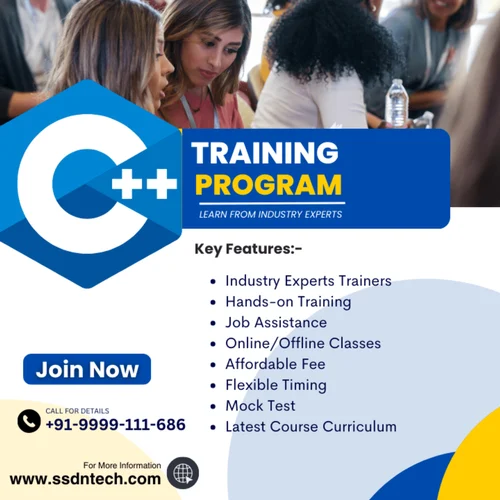 C++
TRAINING
PROGRAM
LEARN FROM INDUSTRY EXPERTS
Key Features:-
• Industry Experts Trainers
• Hands-on Training
• Job Assistance
• Online/Offline Classes
• Affordable Fee
• Flexible Timing
• Mock Test
• Latest Course Curriculum
Join Now
CALL FOR DETAILS
+91-9999-111-686
For More Information
www.ssdntech.com